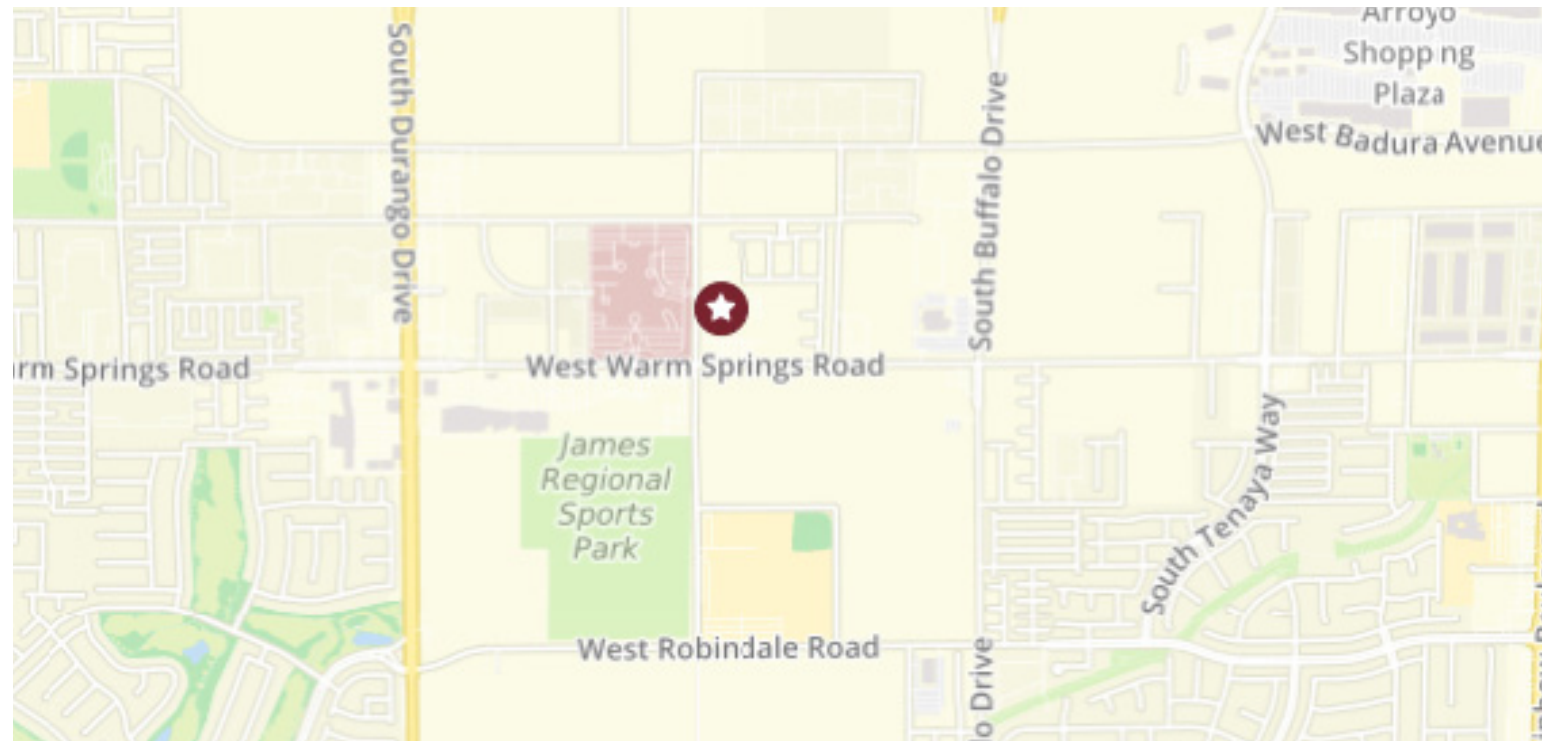 Arroyo
Shopp ng
Plaza
West Badura Avenue
South Durango Drive
South Buffalo Drive
rm Springs Road
West Warm Springs Road
James
Regional
Sports
Park
South Tenaya Way
West Robindale Road
lo Drive